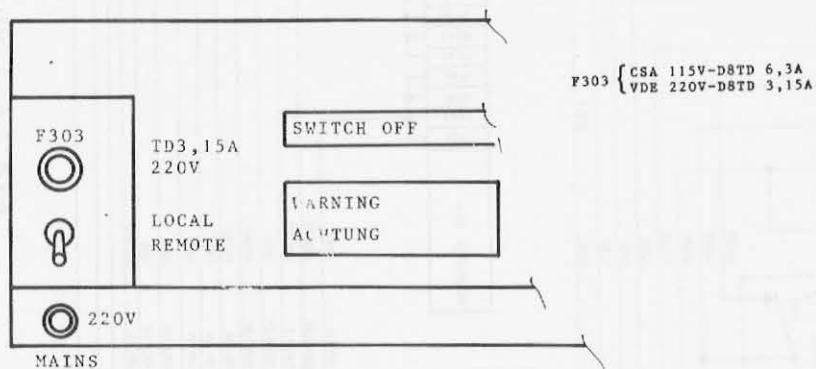 F303 { CSA 115V-D8TD 6,3A
VDE 220V-D8TD 3,15A
F303
TD3,15A
220V
SWITCH OFF
LOCAL
REMOTE
WARNING
ACHTUNG
220V
MAINS